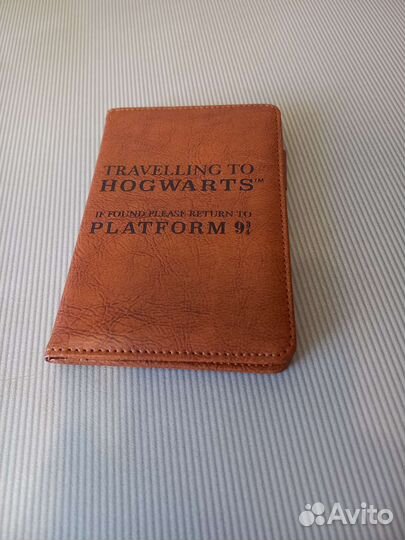 TRAVELLING TO
HOGWARTS™
IF FOUND PLEASE RETURN TO
PLATFORM 9¾
Avito